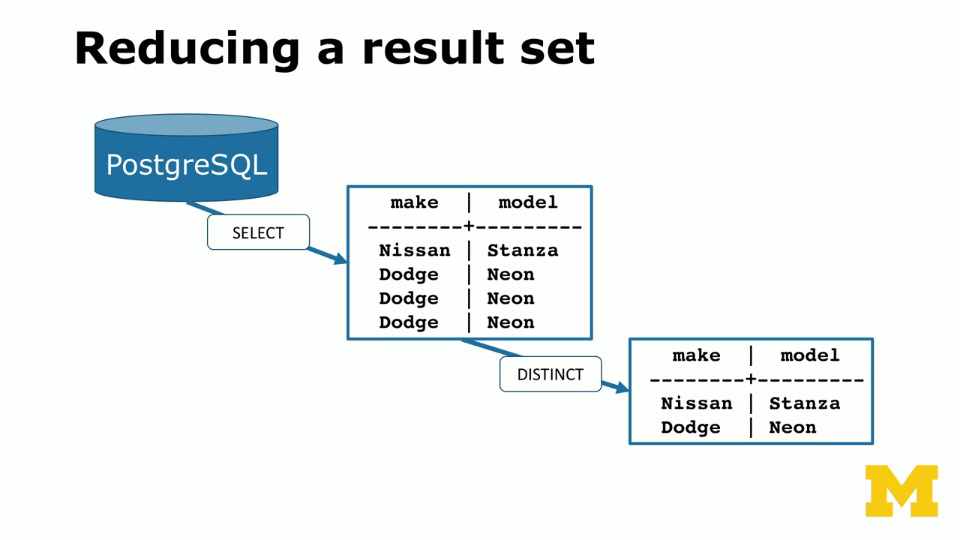 Reducing a result set
PostgreSQL
SELECT
make | model
--------+---------
Nissan | Stanza
Dodge | Neon
Dodge | Neon
Dodge | Neon
DISTINCT
make | model
--------+---------
Nissan | Stanza
Dodge | Neon
M